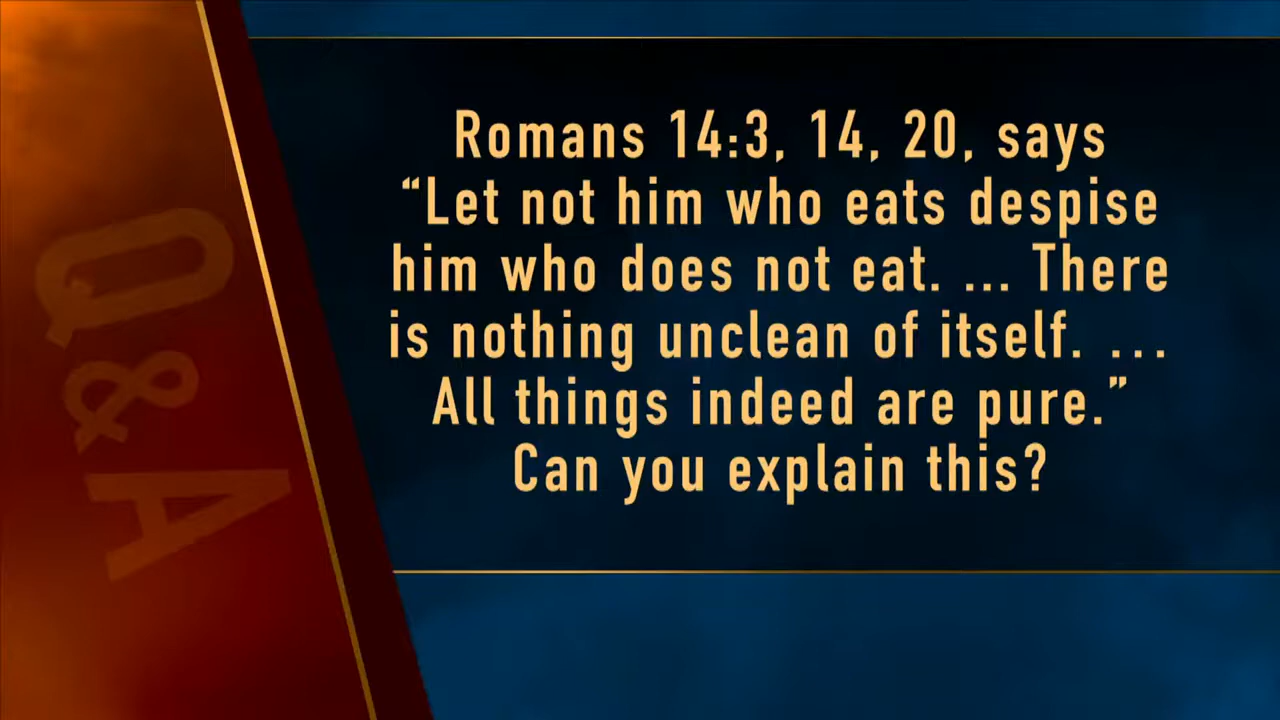 Q & A
Romans 14:3, 14, 20, says
“Let not him who eats despise
him who does not eat. ... There
is nothing unclean of itself. ...
All things indeed are pure.”
Can you explain this?